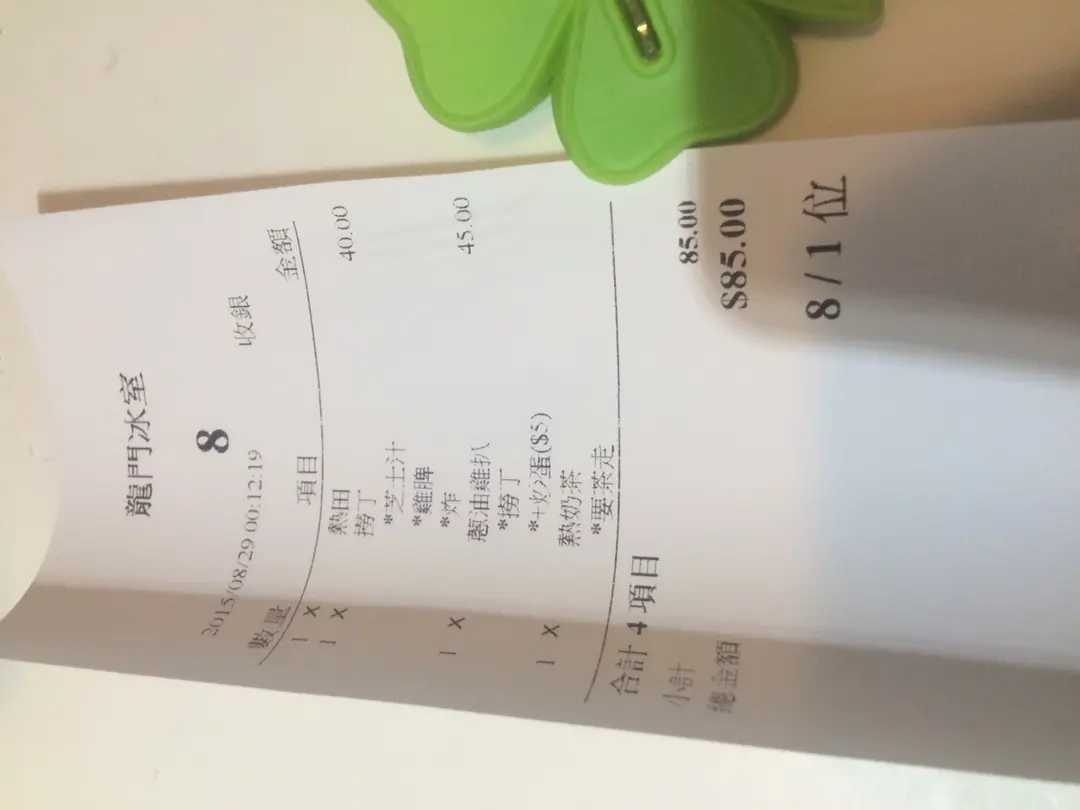 龍門冰室
8
2015/08/29 00:12:19 收銀
數量 項目 金額
1 x 熱田
1 x 撈丁 40.00
*芝士汁
*雞脾
*炸
1 x 蔥油雞扒 45.00
*撈丁
*+炒蛋($5)
1 x 熱奶茶
*要茶走
合計 4 項目
小計 85.00
總金額 $85.00
8 / 1 位